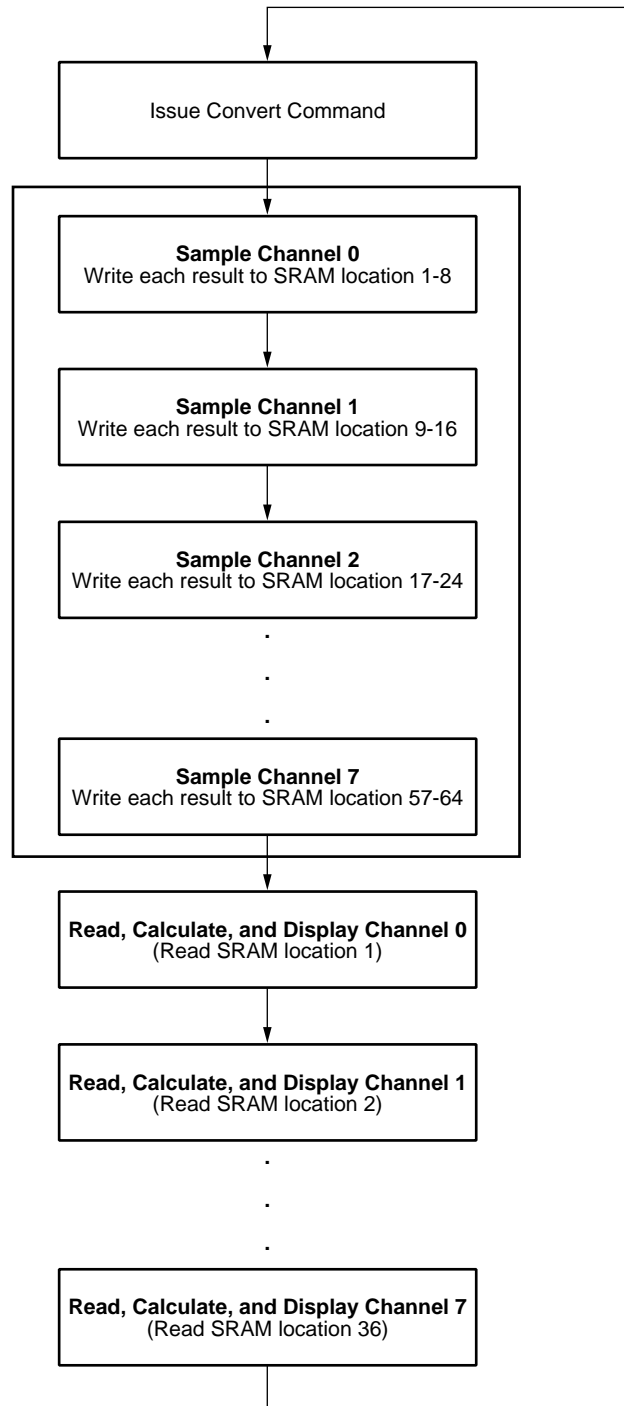 Issue Convert Command
Sample Channel 0
Write each result to SRAM location 1-8
Sample Channel 1
Write each result to SRAM location 9-16
Sample Channel 2
Write each result to SRAM location 17-24
.
.
.
Sample Channel 7
Write each result to SRAM location 57-64
Read, Calculate, and Display Channel 0
(Read SRAM location 1)
Read, Calculate, and Display Channel 1
(Read SRAM location 2)
.
.
.
Read, Calculate, and Display Channel 7
(Read SRAM location 36)